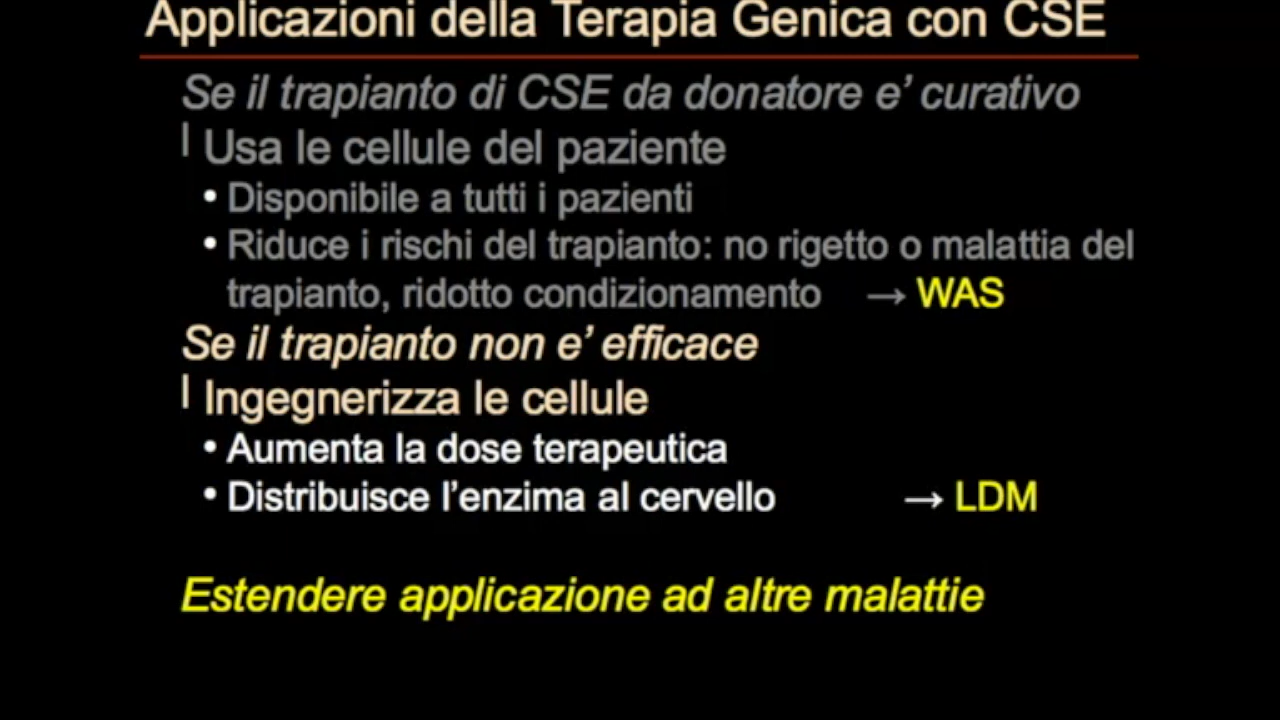 Applicazioni della Terapia Genica con CSE
Se il trapianto di CSE da donatore e’ curativo
Usa le cellule del paziente
• Disponibile a tutti i pazienti
• Riduce i rischi del trapianto: no rigetto o malattia del
trapianto, ridotto condizionamento → WAS
Se il trapianto non e’ efficace
Ingegnerizza le cellule
• Aumenta la dose terapeutica
• Distribuisce l’enzima al cervello → LDM
Estendere applicazione ad altre malattie